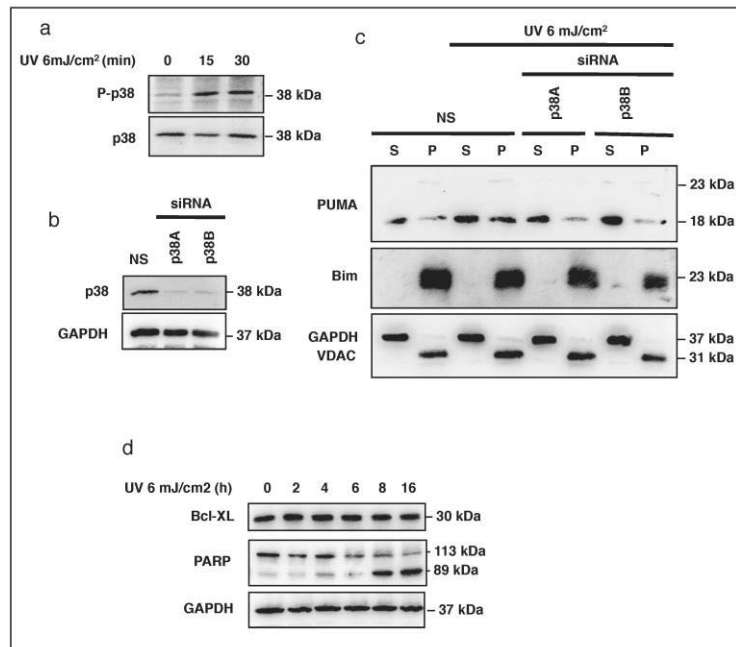 a
UV 6mJ/cm² (min) 0 15 30
P-p38 38 kDa
p38 38 kDa
b
siRNA
NS p38A p38B
p38 38 kDa
GAPDH 37 kDa
c
UV 6 mJ/cm²
siRNA
NS p38A p38B
S P S P S P S P
23 kDa
PUMA 18 kDa
Bim 23 kDa
GAPDH 37 kDa
VDAC 31 kDa
d
UV 6 mJ/cm2 (h) 0 2 4 6 8 16
Bcl-XL 30 kDa
113 kDa
PARP 89 kDa
GAPDH 37 kDa